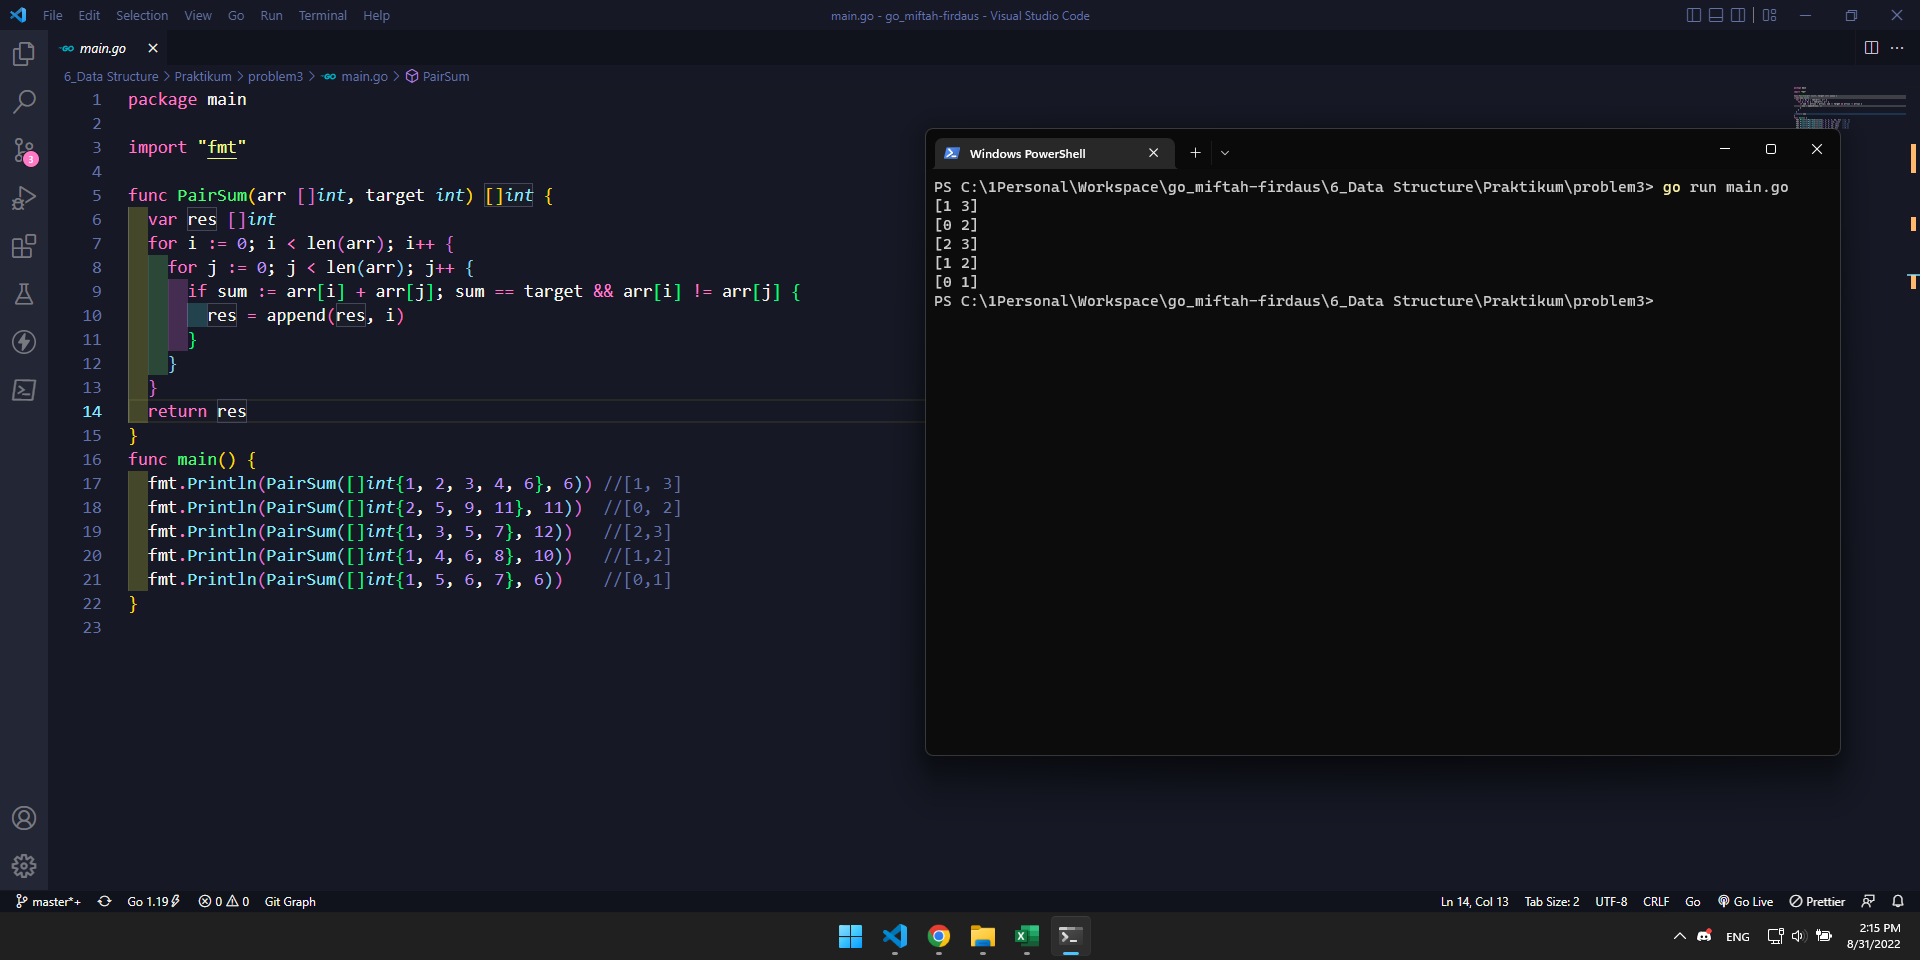 File Edit Selection View Go Run Terminal Help
main.go - go_miftah-firdaus - Visual Studio Code
main.go
6_Data Structure > Praktikum > problem3 > main.go > PairSum
1 package main
2
3 import "fmt"
4
5 func PairSum(arr []int, target int) []int {
6 var res []int
7 for i := 0; i < len(arr); i++ {
8 for j := 0; j < len(arr); j++ {
9 if sum := arr[i] + arr[j]; sum == target && arr[i] != arr[j] {
10 res = append(res, i)
11 }
12 }
13 }
14 return res
15 }
16 func main() {
17 fmt.Println(PairSum([]int{1, 2, 3, 4, 6}, 6)) //[1, 3]
18 fmt.Println(PairSum([]int{2, 5, 9, 11}, 11)) //[0, 2]
19 fmt.Println(PairSum([]int{1, 3, 5, 7}, 12)) //[2,3]
20 fmt.Println(PairSum([]int{1, 4, 6, 8}, 10)) //[1,2]
21 fmt.Println(PairSum([]int{1, 5, 6, 7}, 6)) //[0,1]
22 }
23
Windows PowerShell
PS C:\1Personal\Workspace\go_miftah-firdaus\6_Data Structure\Praktikum\problem3> go run main.go
[1 3]
[0 2]
[2 3]
[1 2]
[0 1]
PS C:\1Personal\Workspace\go_miftah-firdaus\6_Data Structure\Praktikum\problem3>
3
master*+ Go 1.19 0 0 Git Graph
Ln 14, Col 13 Tab Size: 2 UTF-8 CRLF Go Go Live Prettier
ENG
2:15 PM
8/31/2022